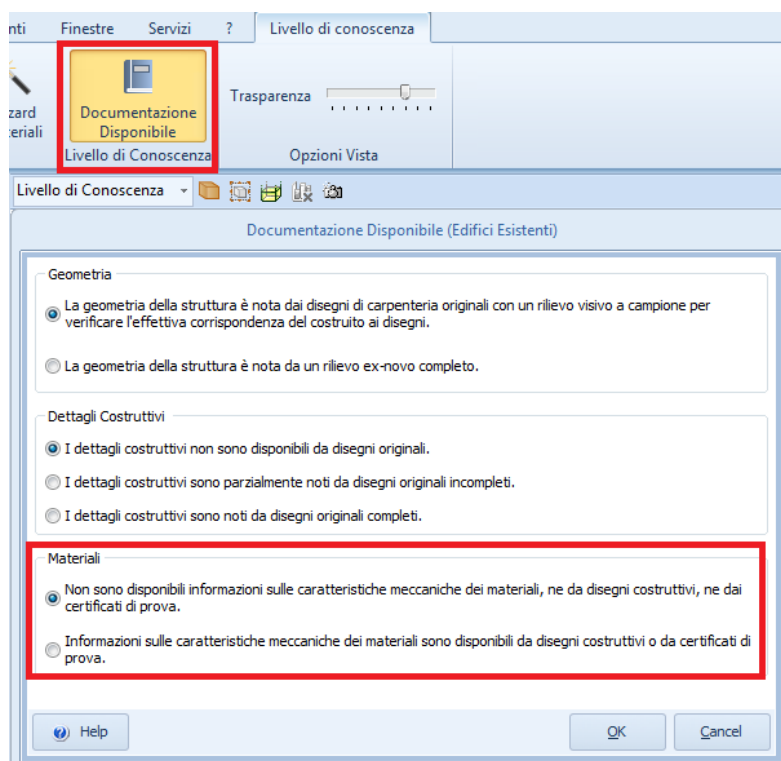 nti Finestre Servizi ? Livello di conoscenza
zard
eriali
Documentazione
Disponibile
Livello di Conoscenza
Trasparenza
Opzioni Vista
Livello di Conoscenza
Documentazione Disponibile (Edifici Esistenti)
Geometria
La geometria della struttura è nota dai disegni di carpenteria originali con un rilievo visivo a campione per
verificare l'effettiva corrispondenza del costruito ai disegni.
La geometria della struttura è nota da un rilievo ex-novo completo.
Dettagli Costruttivi
I dettagli costruttivi non sono disponibili da disegni originali.
I dettagli costruttivi sono parzialmente noti da disegni originali incompleti.
I dettagli costruttivi sono noti da disegni originali completi.
Materiali
Non sono disponibili informazioni sulle caratteristiche meccaniche dei materiali, ne da disegni costruttivi, ne dai
certificati di prova.
Informazioni sulle caratteristiche meccaniche dei materiali sono disponibili da disegni costruttivi o da certificati di
prova.
Help OK Cancel